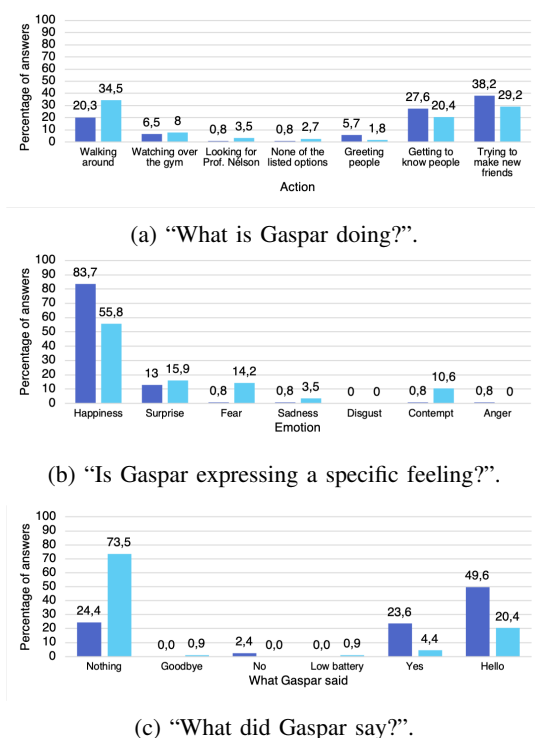 Percentage of answers
100
90
80
70
60
50
40
30
20
10
0
20,3 34,5 6,5 8 0,8 3,5 0,8 2,7 5,7 1,8 27,6 20,4 38,2 29,2
Walking around
Watching over the gym
Looking for Prof. Nelson
None of the listed options
Greeting people
Getting to know people
Trying to make new friends
Action
(a) “What is Gaspar doing?”.
Percentage of answers
100
90
80
70
60
50
40
30
20
10
0
83,7 55,8 13 15,9 0,8 14,2 0,8 3,5 0 0 0,8 10,6 0,8 0
Happiness Surprise Fear Sadness Disgust Contempt Anger
Emotion
(b) “Is Gaspar expressing a specific feeling?”.
Percentage of answers
100
90
80
70
60
50
40
30
20
10
0
24,4 73,5 0,0 0,9 2,4 0,0 0,0 0,9 23,6 4,4 49,6 20,4
Nothing Goodbye No Low battery Yes Hello
What Gaspar said
(c) “What did Gaspar say?”.